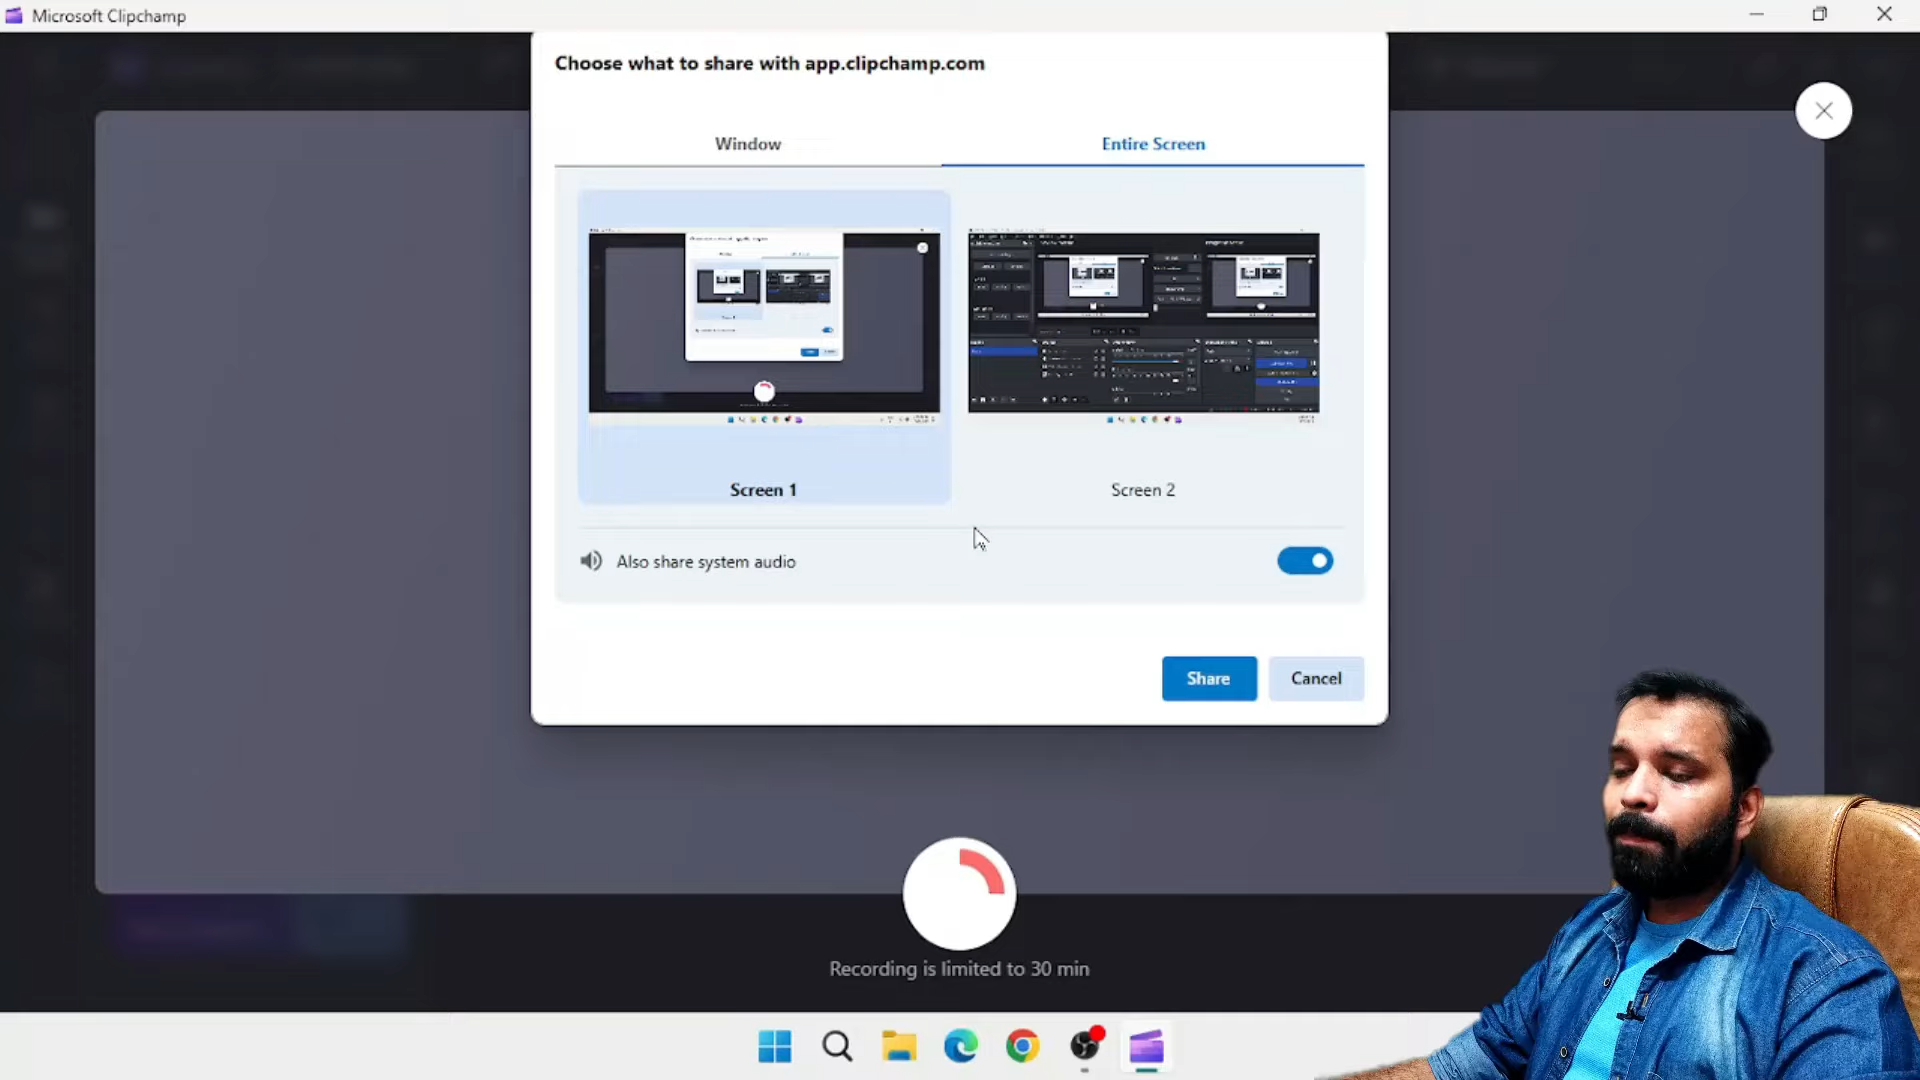 Microsoft Clipchamp
Choose what to share with app.clipchamp.com
Window
Entire Screen
Screen 1
Screen 2
Also share system audio
Share
Cancel
Recording is limited to 30 min